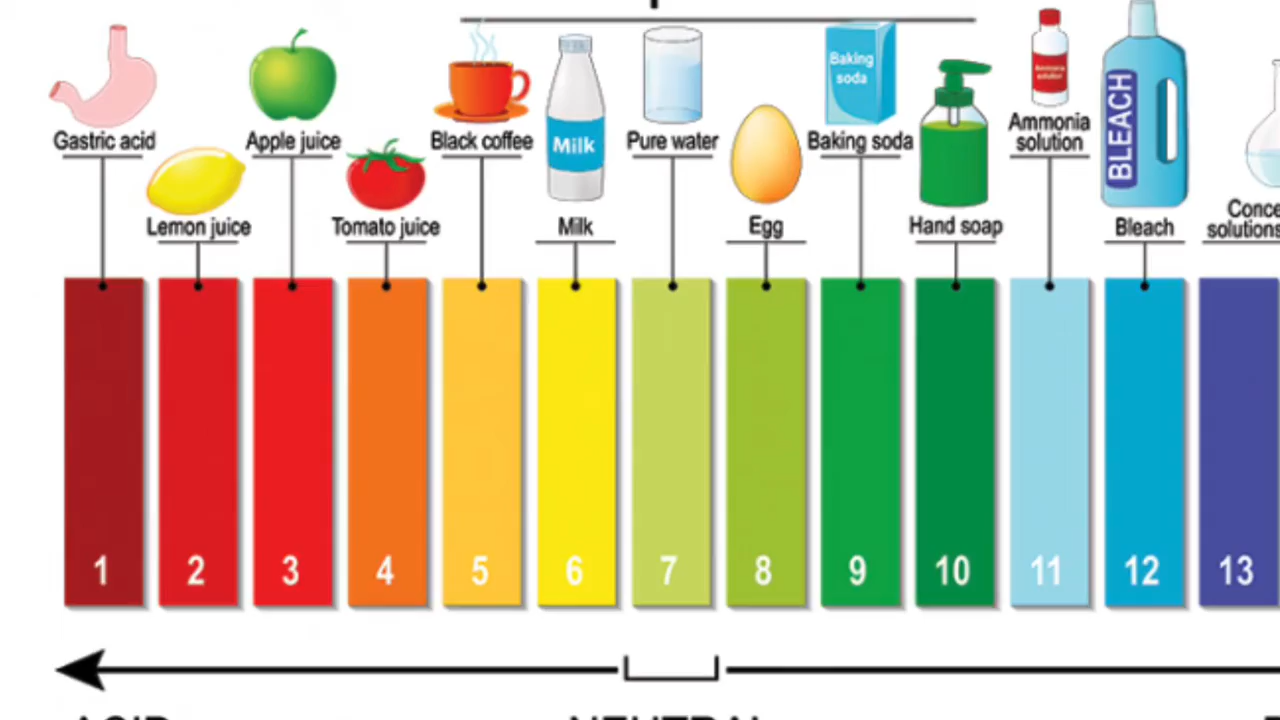 Gastric acid
Apple juice
Black coffee
Pure water
Baking soda
Baking
soda
Ammonia
solution
BLEACH
Milk
Lemon juice
Tomato juice
Milk
Egg
Hand soap
Bleach
1 2 3 4 5 6 7 8 9 10 11 12 13
ACID
NEUTRAL